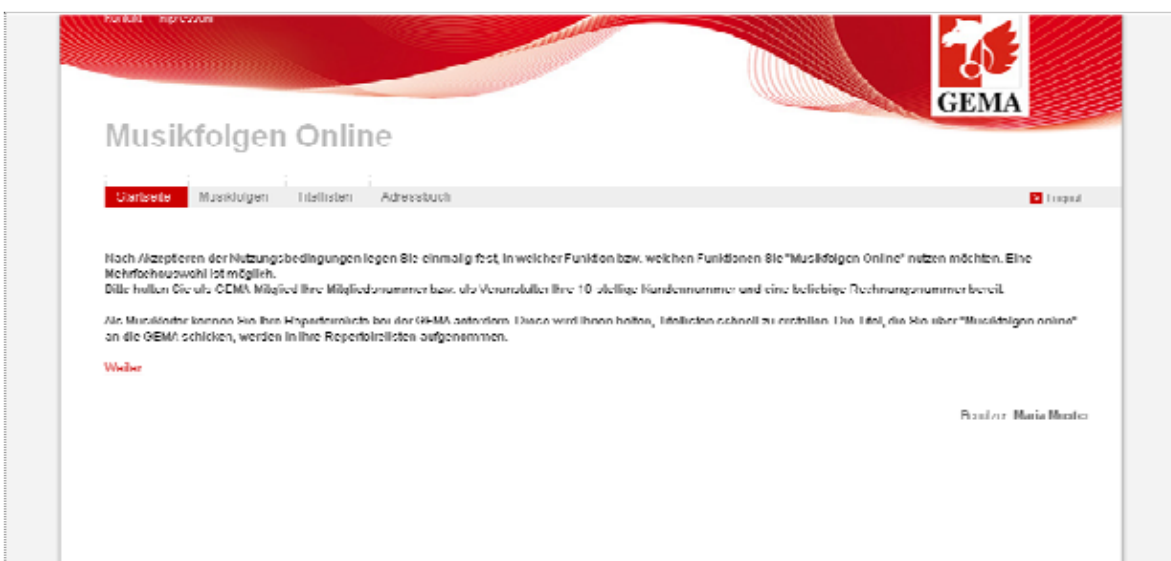 Kontakt Impressum
GEMA
Musikfolgen Online
Startseite Musikfolgen Titellisten Adressbuch Logout
Nach Akzeptieren der Nutzungsbedingungen legen Sie einmalig fest, in welcher Funktion bzw. welchen Funktionen Sie "Musikfolgen Online" nutzen möchten. Eine
Mehrfachauswahl ist möglich.
Bitte halten Sie als GEMA Mitglied Ihre Mitgliedsnummer bzw. als Veranstalter Ihre 10 stellige Kundennummer und eine beliebige Rechnungsnummer bereit.
Als Musikleiter können Sie Ihre Repertoireliste bei der GEMA anfordern. Diese wird Ihnen helfen, Titellisten schnell zu erstellen. Die Titel, die Sie über "Musikfolgen online"
an die GEMA schicken, werden in Ihre Repertoirelisten aufgenommen.
Weiter
Benutzer: Maria Muster